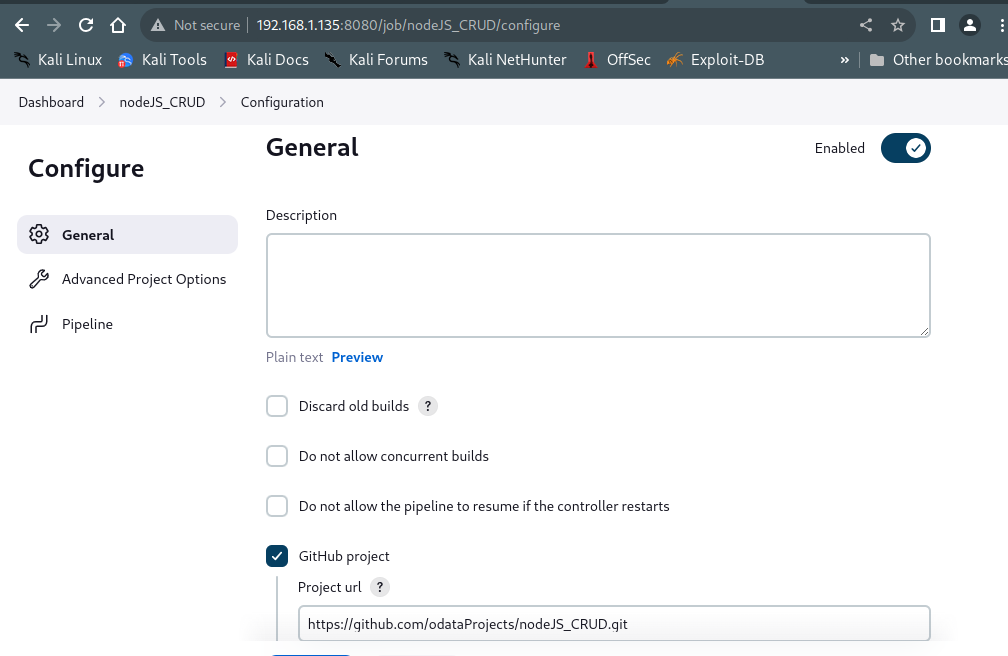 Not secure 192.168.1.135:8080/job/nodeJS_CRUD/configure
Kali Linux Kali Tools Kali Docs Kali Forums Kali NetHunter OffSec Exploit-DB » Other bookmarks
Dashboard nodeJS_CRUD Configuration
Configure
General
Advanced Project Options
Pipeline
General
Enabled
Description
Plain text Preview
Discard old builds ?
Do not allow concurrent builds
Do not allow the pipeline to resume if the controller restarts
GitHub project
Project url ?
https://github.com/odataProjects/nodeJS_CRUD.git